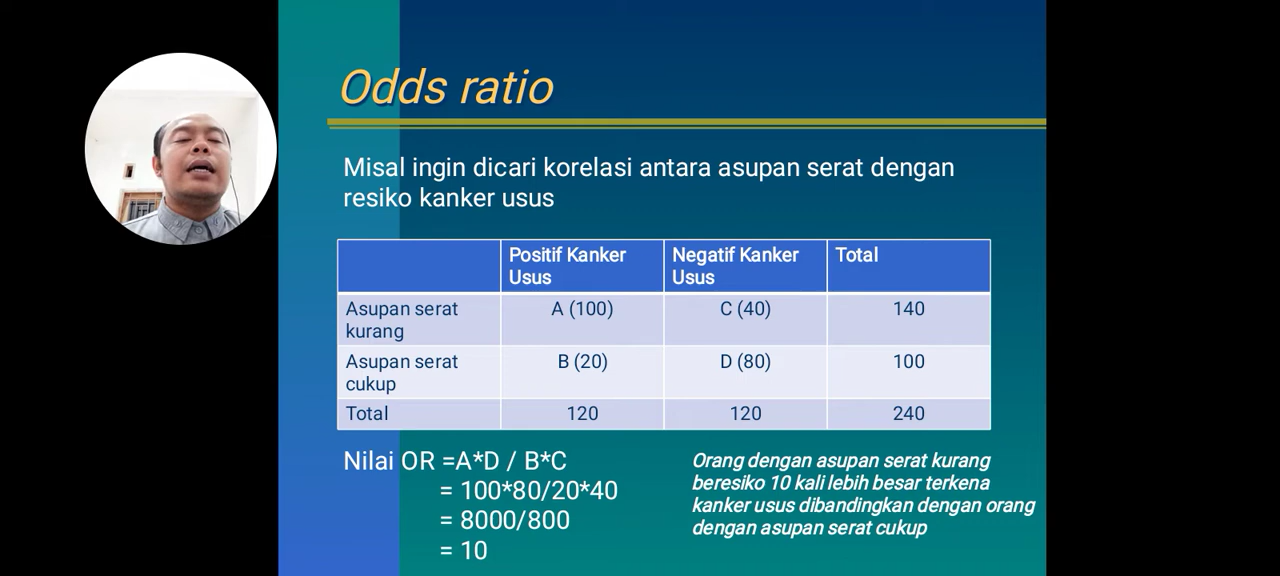 Odds ratio
Misal ingin dicari korelasi antara asupan serat dengan
resiko kanker usus
Positif Kanker
Usus
Negatif Kanker
Usus
Total
Asupan serat
kurang
A (100)
C (40)
140
Asupan serat
cukup
B (20)
D (80)
100
Total
120
120
240
Nilai OR =A*D / B*C
= 100*80/20*40
= 8000/800
= 10
Orang dengan asupan serat kurang
beresiko 10 kali lebih besar terkena
kanker usus dibandingkan dengan orang
dengan asupan serat cukup